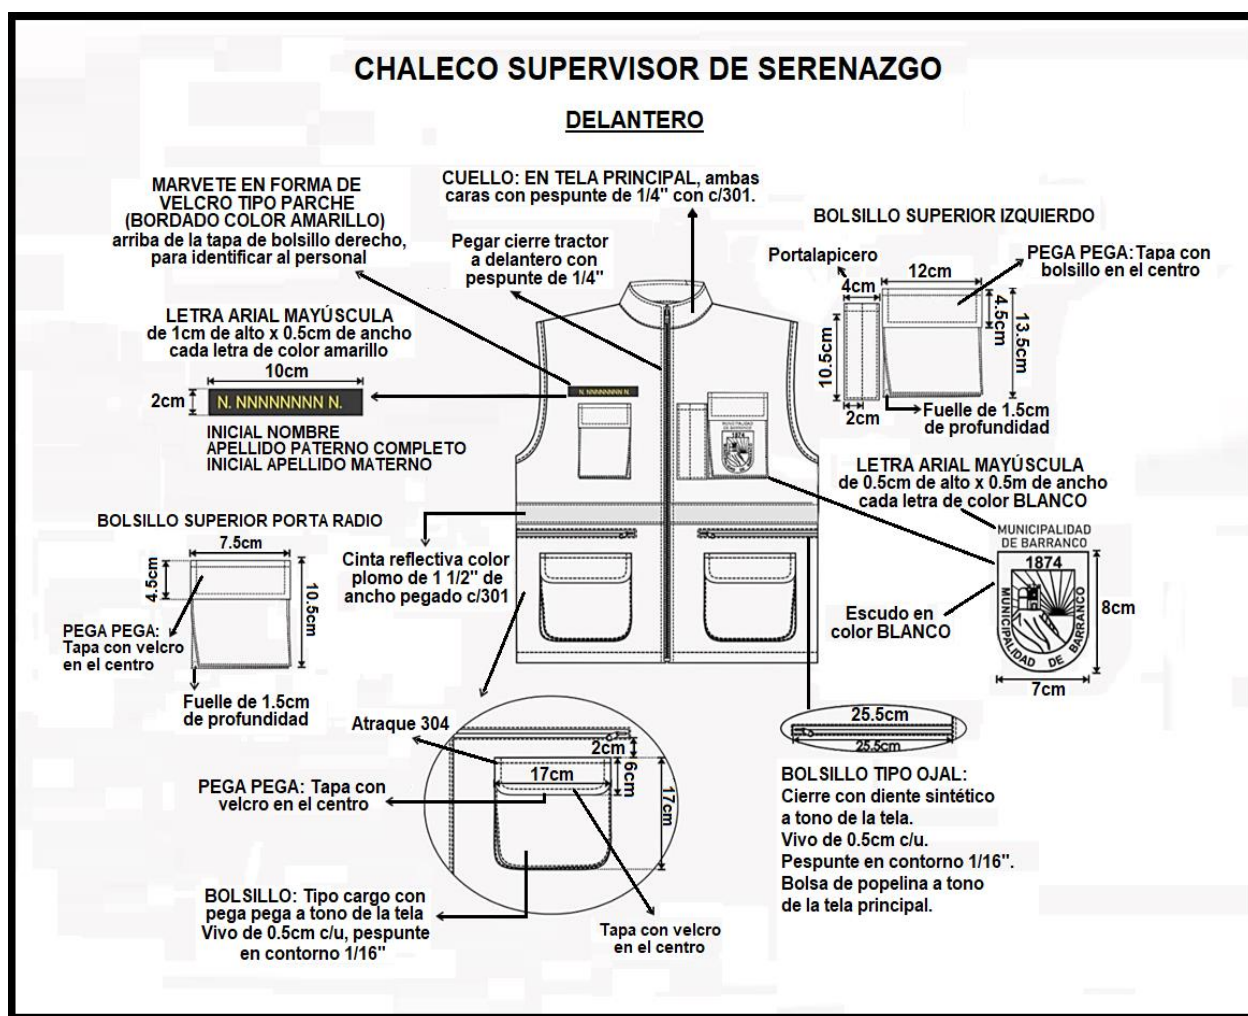 CHALECO SUPERVISOR DE SERENAZGO
DELANTERO
MARVETE EN FORMA DE
VELCRO TIPO PARCHE
(BORDADO COLOR AMARILLO)
arriba de la tapa de bolsillo derecho,
para identificar al personal
CUELLO: EN TELA PRINCIPAL, ambas
caras con pespunte de 1/4" con c/301.
Pegar cierre tractor
a delantero con
pespunte de 1/4"
BOLSILLO SUPERIOR IZQUIERDO
Portalapicero
PEGA PEGA: Tapa con
bolsillo en el centro
4cm
12cm
4.5cm
13.5cm
10.5cm
2cm
Fuelle de 1.5cm
de profundidad
LETRA ARIAL MAYÚSCULA
de 1cm de alto x 0.5cm de ancho
cada letra de color amarillo
10cm
2cm
N. NNNNNNNN N.
INICIAL NOMBRE
APELLIDO PATERNO COMPLETO
INICIAL APELLIDO MATERNO
N. NNNNNNNN N.
MUNICIPALIDAD
DE BARRANCO
1874
LETRA ARIAL MAYÚSCULA
de 0.5cm de alto x 0.5m de ancho
cada letra de color BLANCO
MUNICIPALIDAD
DE BARRANCO
1874
MUNICIPALIDAD DE BARRANCO
8cm
7cm
Escudo en
color BLANCO
BOLSILLO SUPERIOR PORTA RADIO
7.5cm
4.5cm
10.5cm
PEGA PEGA:
Tapa con velcro
en el centro
Fuelle de 1.5cm
de profundidad
Cinta reflectiva color
plomo de 1 1/2" de
ancho pegado c/301
Atraque 304
2cm
6cm
17cm
17cm
PEGA PEGA: Tapa con
velcro en el centro
BOLSILLO: Tipo cargo con
pega pega a tono de la tela
Vivo de 0.5cm c/u, pespunte
en contorno 1/16"
Tapa con velcro
en el centro
25.5cm
25.5cm
BOLSILLO TIPO OJAL:
Cierre con diente sintético
a tono de la tela.
Vivo de 0.5cm c/u.
Pespunte en contorno 1/16".
Bolsa de popelina a tono
de la tela principal.